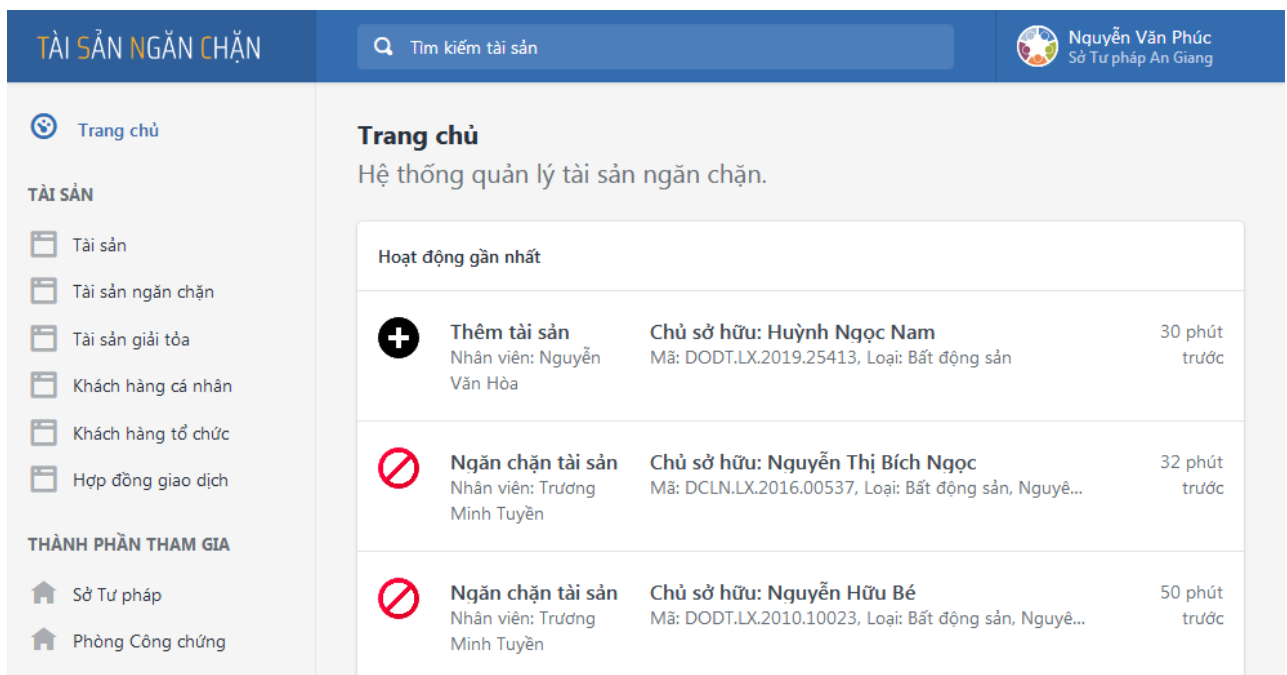 TÀI SẢN NGĂN CHẶN
Tìm kiếm tài sản
Nguyễn Văn Phúc
Sở Tư pháp An Giang
Trang chủ
TÀI SẢN
Tài sản
Tài sản ngăn chặn
Tài sản giải tỏa
Khách hàng cá nhân
Khách hàng tổ chức
Hợp đồng giao dịch
THÀNH PHẦN THAM GIA
Sở Tư pháp
Phòng Công chứng
Trang chủ
Hệ thống quản lý tài sản ngăn chặn.
Hoạt động gần nhất
Thêm tài sản
Nhân viên: Nguyễn
Văn Hòa
Chủ sở hữu: Huỳnh Ngọc Nam
Mã: DODT.LX.2019.25413, Loại: Bất động sản
30 phút
trước
Ngăn chặn tài sản
Nhân viên: Trương
Minh Tuyền
Chủ sở hữu: Nguyễn Thị Bích Ngọc
Mã: DCLN.LX.2016.00537, Loại: Bất động sản, Nguyê...
32 phút
trước
Ngăn chặn tài sản
Nhân viên: Trương
Minh Tuyền
Chủ sở hữu: Nguyễn Hữu Bé
Mã: DODT.LX.2010.10023, Loại: Bất động sản, Nguyê...
50 phút
trước